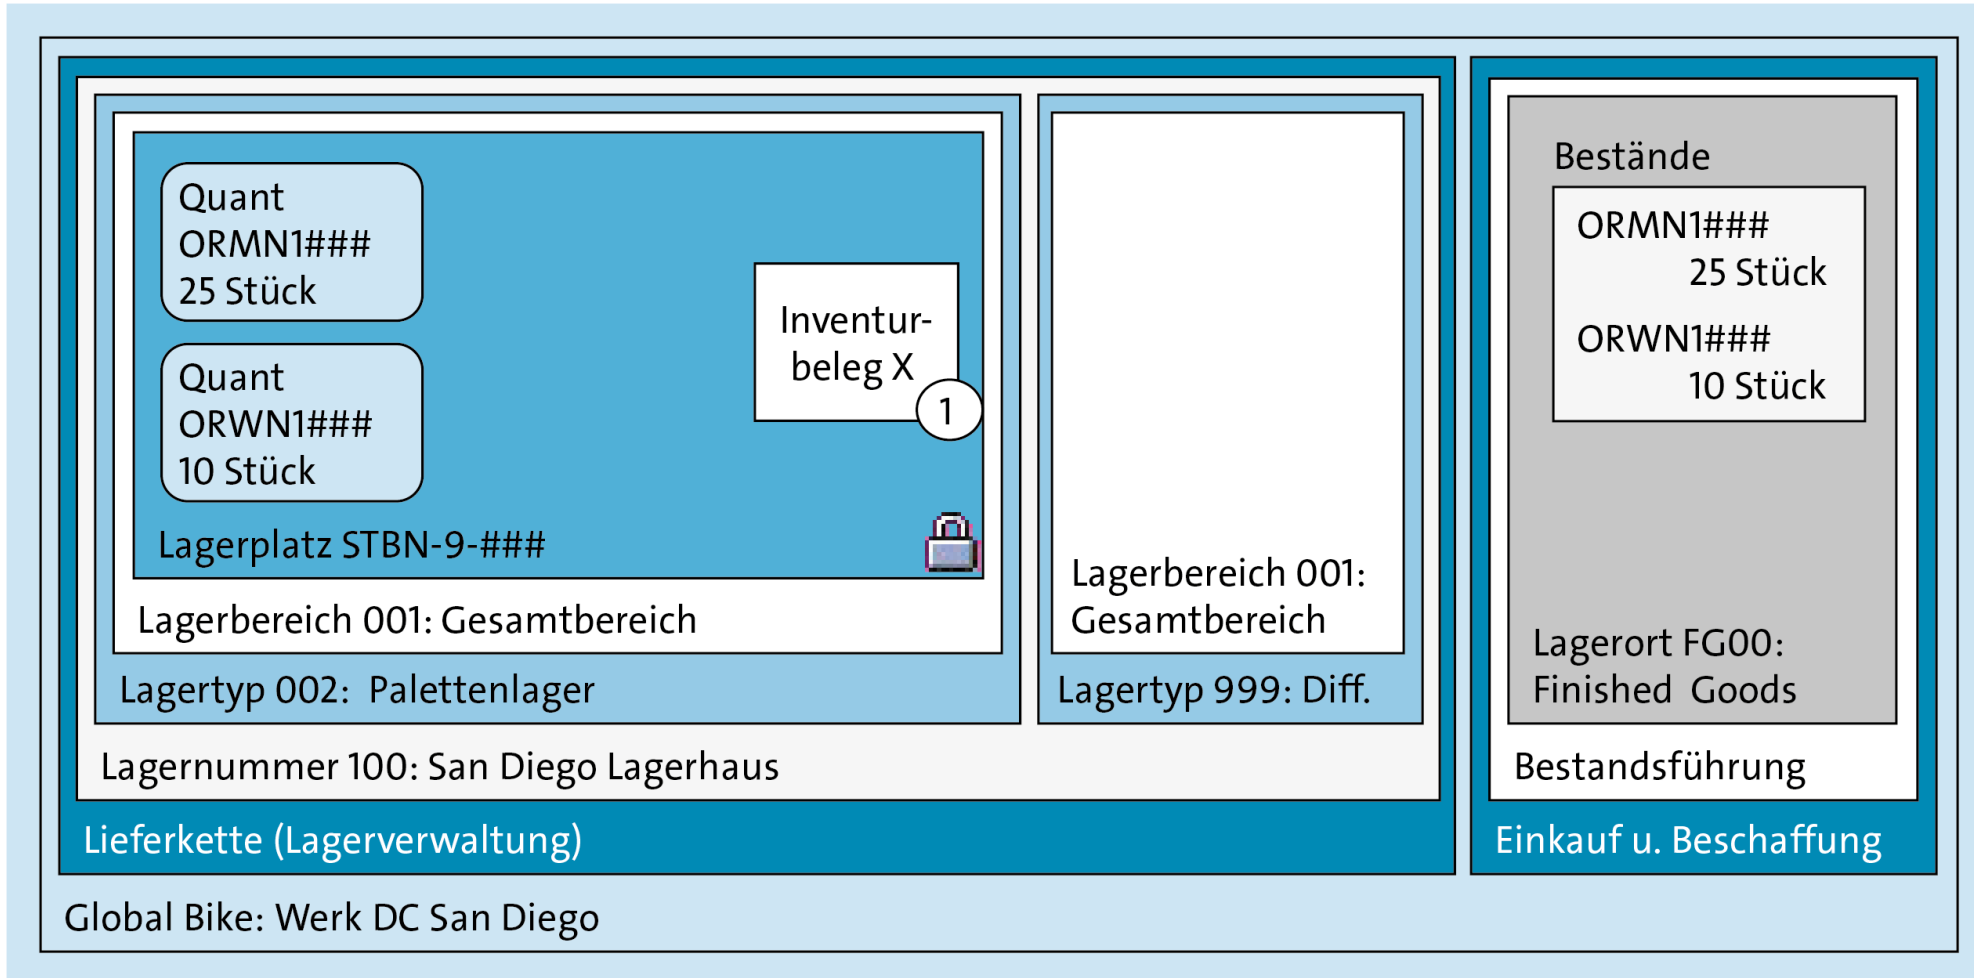 Quant
ORMN1###
25 Stück
Quant
ORWN1###
10 Stück
Inventur-
beleg X
1
Lagerplatz STBN-9-###
Lagerbereich 001: Gesamtbereich
Lagertyp 002: Palettenlager
Lagerbereich 001:
Gesamtbereich
Lagertyp 999: Diff.
Lagernummer 100: San Diego Lagerhaus
Lieferkette (Lagerverwaltung)
Bestände
ORMN1###
25 Stück
ORWN1###
10 Stück
Lagerort FG00:
Finished Goods
Bestandsführung
Einkauf u. Beschaffung
Global Bike: Werk DC San Diego